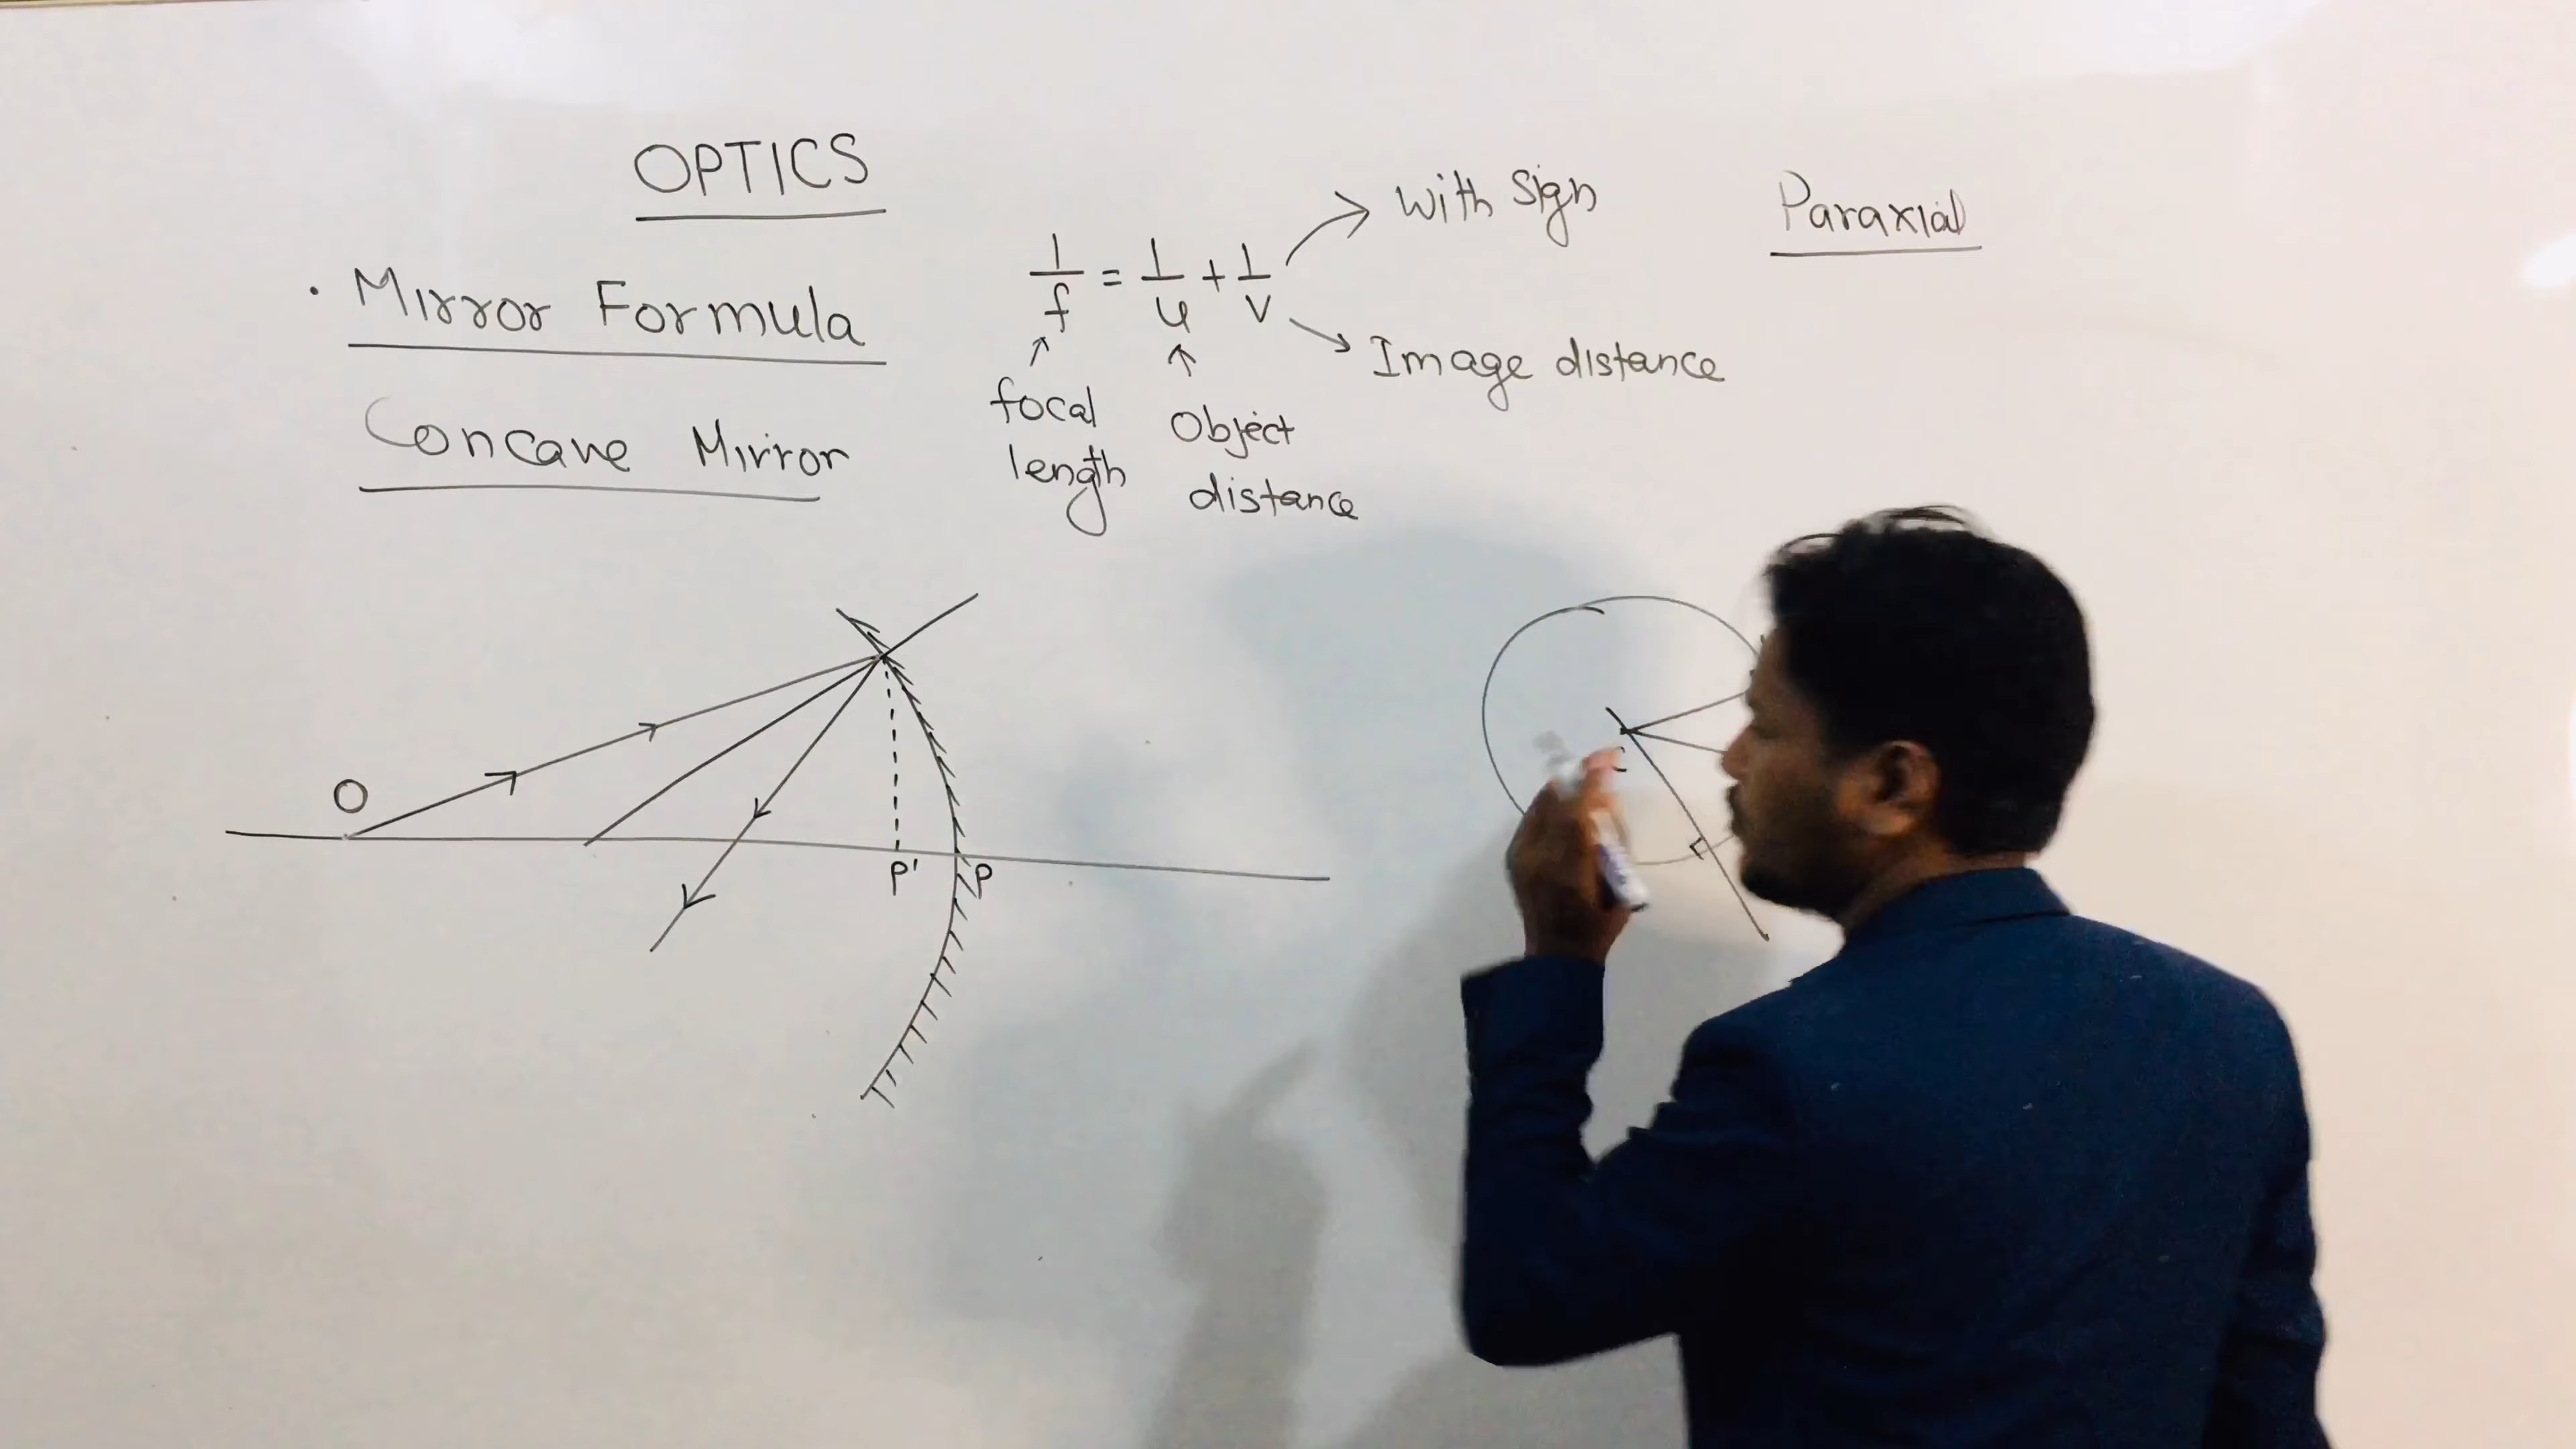 OPTICS
With Sign
Paraxial
. Mirror Formula
1/f = 1/u + 1/v
Image distance
Concave Mirror
focal length
Object distance
O
P'
P